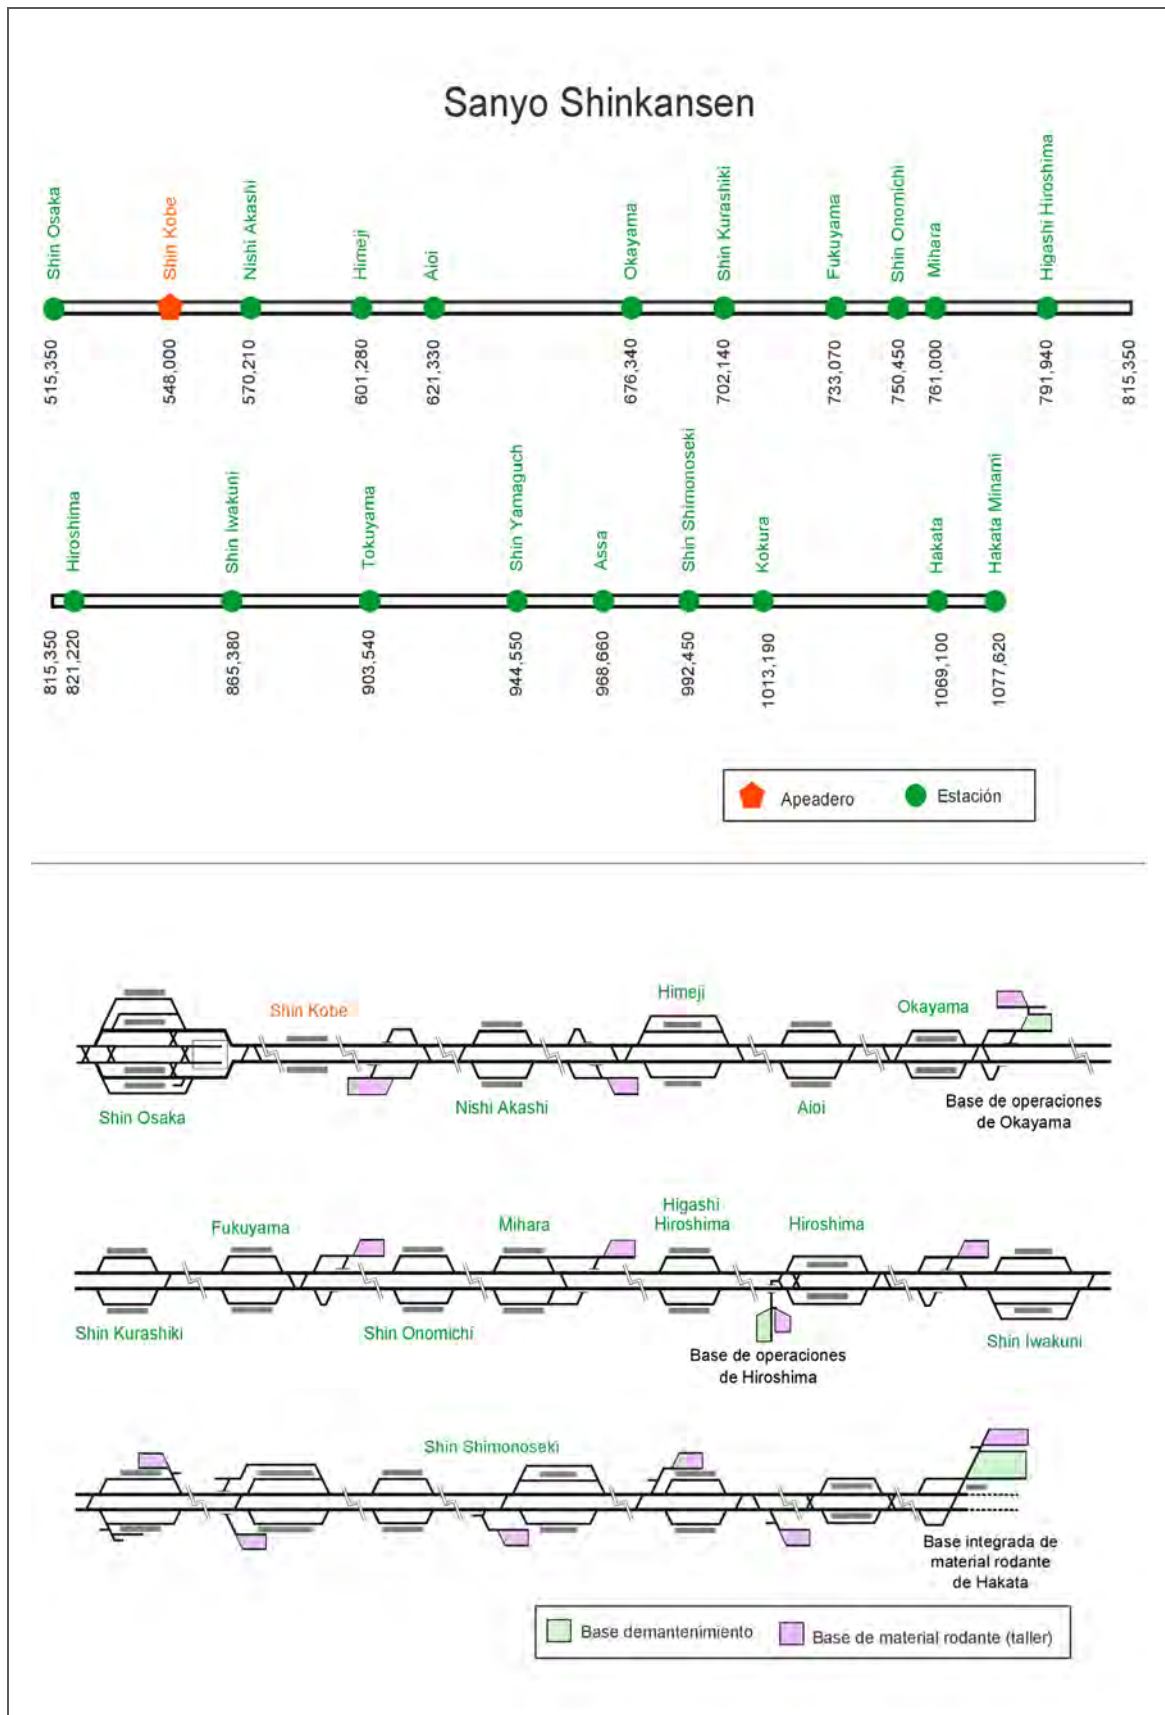 Sanyo Shinkansen
Shin Osaka
Shin Kobe
Nishi Akashi
Himeji
Aioi
Okayama
Shin Kurashiki
Fukuyama
Shin Onomichi
Mihara
Higashi Hiroshima
515,350
548,000
570,210
601,280
621,330
676,340
702,140
733,070
750,450
761,000
791,940
815,350
Hiroshima
Shin Iwakuni
Tokuyama
Shin Yamaguch
Assa
Shin Shimonoseki
Kokura
Hakata
Hakata Minami
815,350
821,220
865,380
903,540
944,550
968,660
992,450
1013,190
1069,100
1077,620
Apeadero
Estación
Shin Kobe
Himeji
Okayama
Shin Osaka
Nishi Akashi
Aioi
Base de operaciones
de Okayama
Fukuyama
Mihara
Higashi
Hiroshima
Hiroshima
Shin Kurashiki
Shin Onomichi
Base de operaciones
de Hiroshima
Shin Iwakuni
Shin Shimonoseki
Base integrada de
material rodante
de Hakata
Base demantenimiento
Base de material rodante (taller)